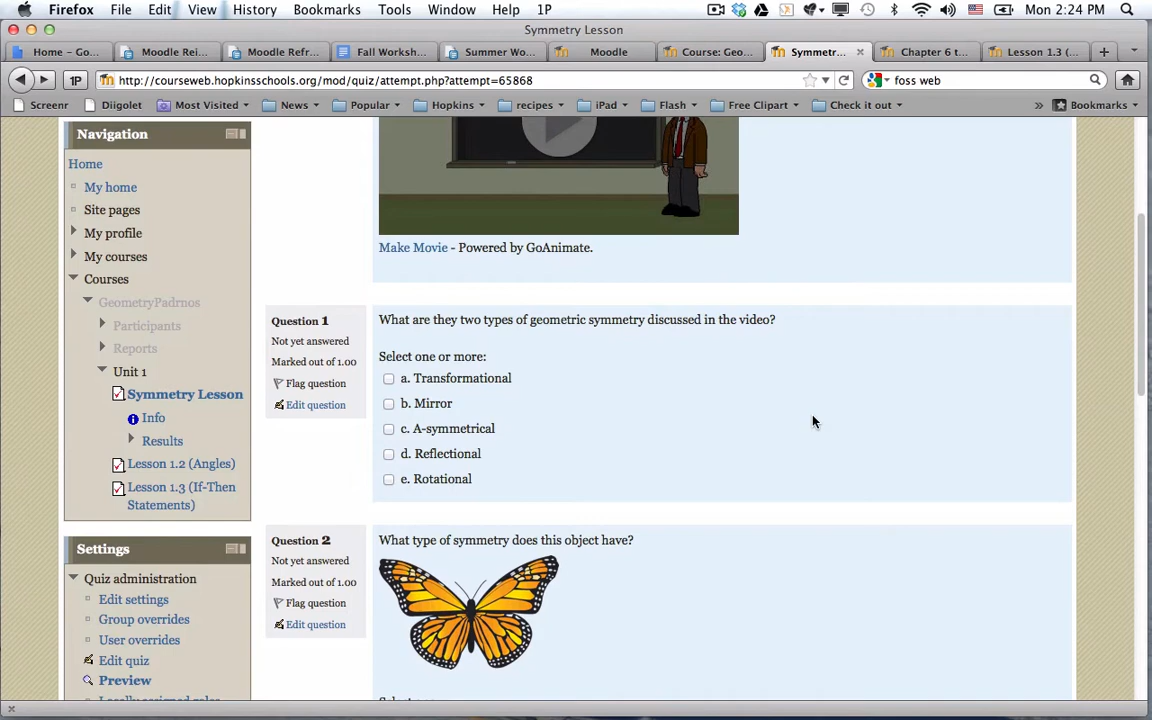 Firefox File Edit View History Bookmarks Tools Window Help 1P Mon 2:24 PM
Symmetry Lesson
Home – Go... Moodle Rei... Moodle Refr... Fall Worksh... Summer Wo... Moodle Course: Geo... Symmetr... Chapter 6 t... Lesson 1.3 (...
1P http://courseweb.hopkinsschools.org/mod/quiz/attempt.php?attempt=65868 foss web
Screenr Diigolet Most Visited News Popular Hopkins recipes iPad Flash Free Clipart Check it out » Bookmarks
Navigation
Home
My home
Site pages
My profile
My courses
Courses
GeometryPadrnos
Participants
Reports
Unit 1
Symmetry Lesson
Info
Results
Lesson 1.2 (Angles)
Lesson 1.3 (If-Then
Statements)
Settings
Quiz administration
Edit settings
Group overrides
User overrides
Edit quiz
Preview
Locally assigned roles
Make Movie - Powered by GoAnimate.
Question 1
Not yet answered
Marked out of 1.00
Flag question
Edit question
What are they two types of geometric symmetry discussed in the video?
Select one or more:
a. Transformational
b. Mirror
c. A-symmetrical
d. Reflectional
e. Rotational
Question 2
Not yet answered
Marked out of 1.00
Flag question
Edit question
What type of symmetry does this object have?